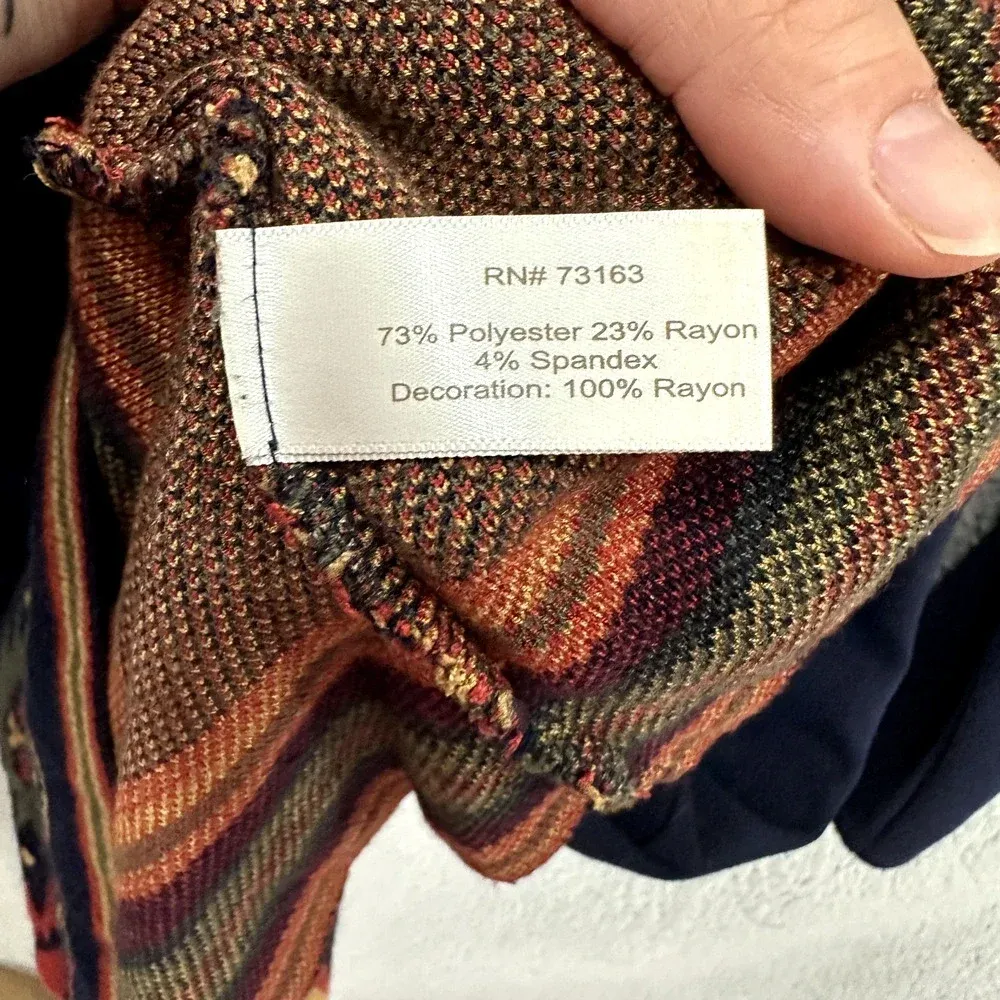 RN# 73163
73% Polyester 23% Rayon
4% Spandex
Decoration: 100% Rayon